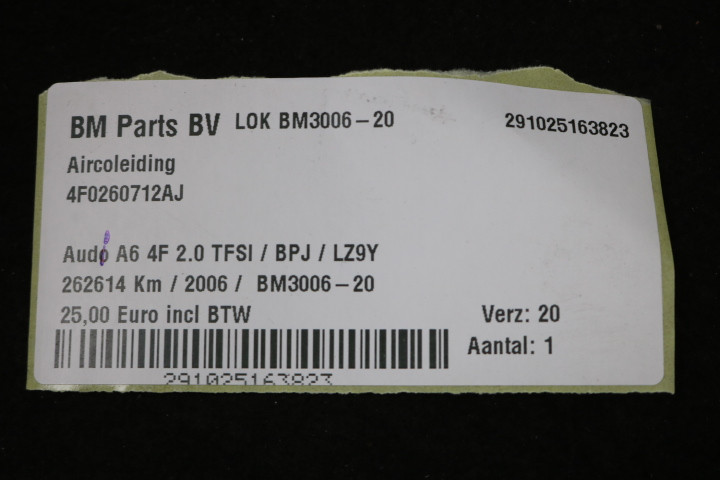 BM Parts BV LOK BM3006-20 291025163823
Aircoleiding
4F0260712AJ
Audi A6 4F 2.0 TFSI / BPJ / LZ9Y
262614 Km / 2006 / BM3006-20
25,00 Euro incl BTW Verz: 20
Aantal: 1
291025163823